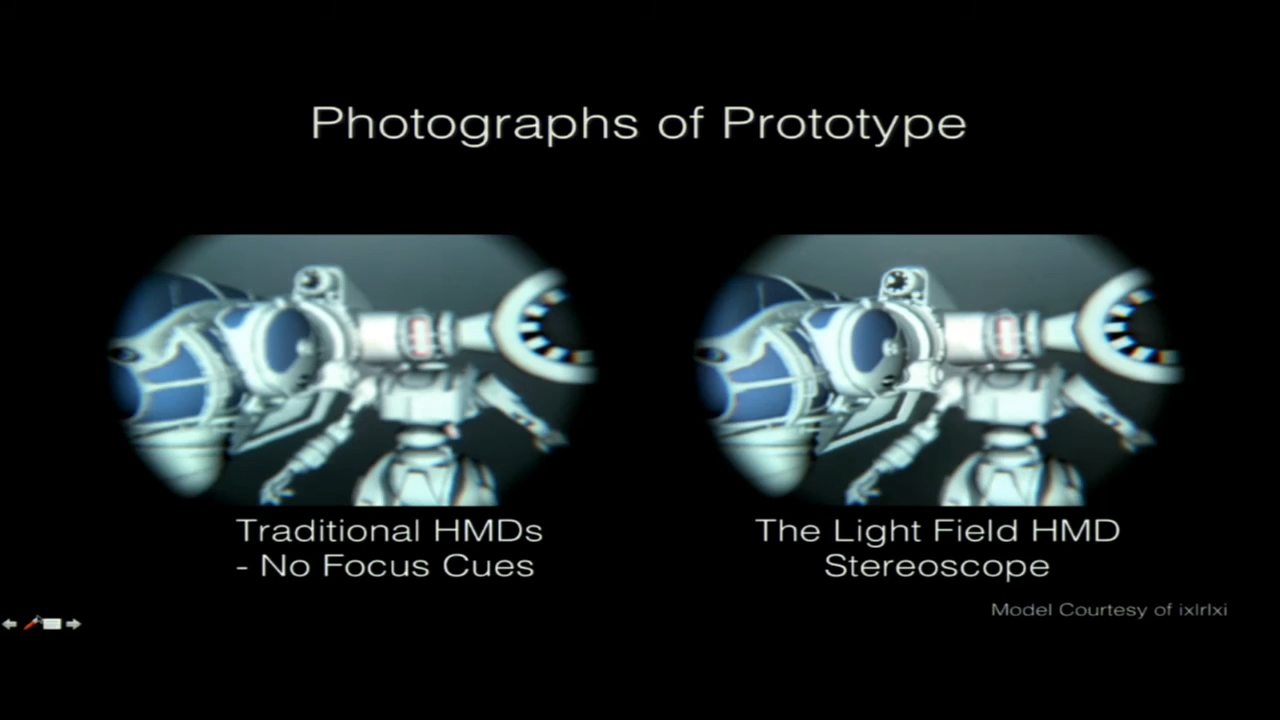 Photographs of Prototype
Traditional HMDs
- No Focus Cues
The Light Field HMD
Stereoscope
Model Courtesy of ixlrlxi